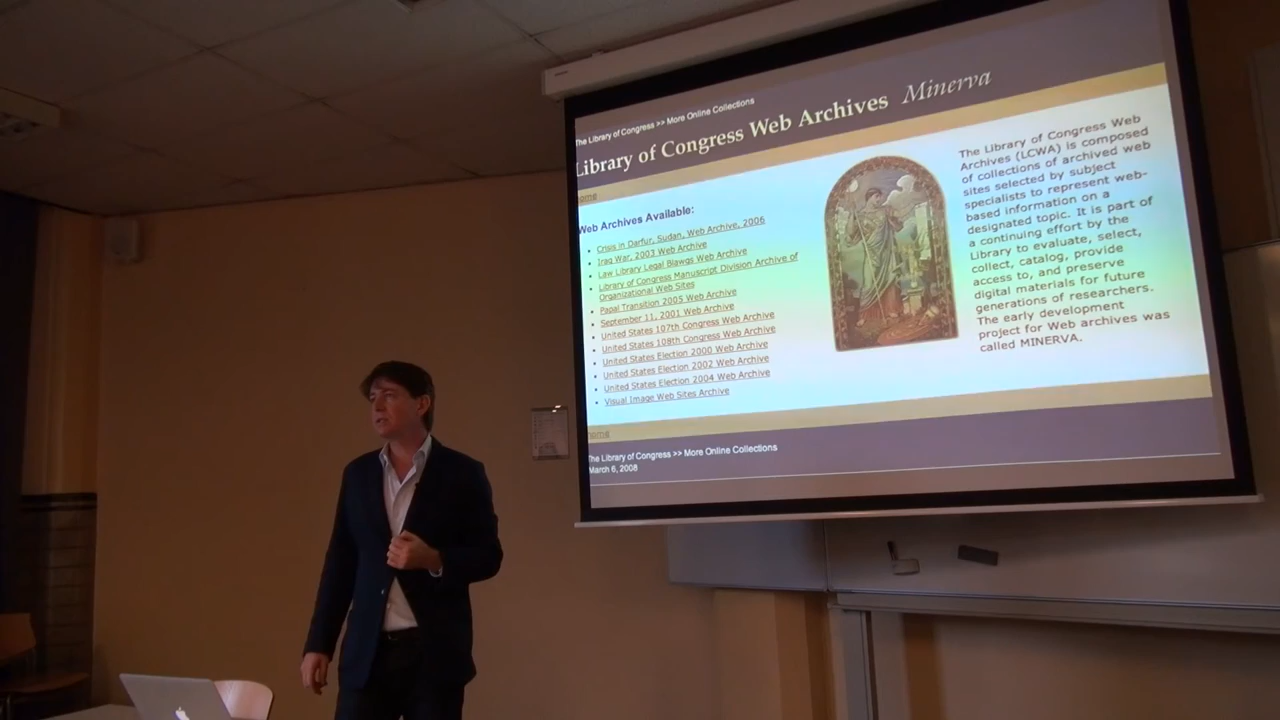 The Library of Congress >> More Online Collections
Library of Congress Web Archives Minerva
home
Web Archives Available:
Crisis in Darfur, Sudan, Web Archive, 2006
Iraq War, 2003 Web Archive
Law Library Legal Blawgs Web Archive
Library of Congress Manuscript Division Archive of
Organizational Web Sites
Papal Transition 2005 Web Archive
September 11, 2001 Web Archive
United States 107th Congress Web Archive
United States 108th Congress Web Archive
United States Election 2000 Web Archive
United States Election 2002 Web Archive
United States Election 2004 Web Archive
Visual Image Web Sites Archive
The Library of Congress Web
Archives (LCWA) is composed
of collections of archived web
sites selected by subject
specialists to represent web-
based information on a
designated topic. It is part of
a continuing effort by the
Library to evaluate, select,
collect, catalog, provide
access to, and preserve
digital materials for future
generations of researchers.
The early development
project for Web archives was
called MINERVA.
home
The Library of Congress >> More Online Collections
March 6, 2008